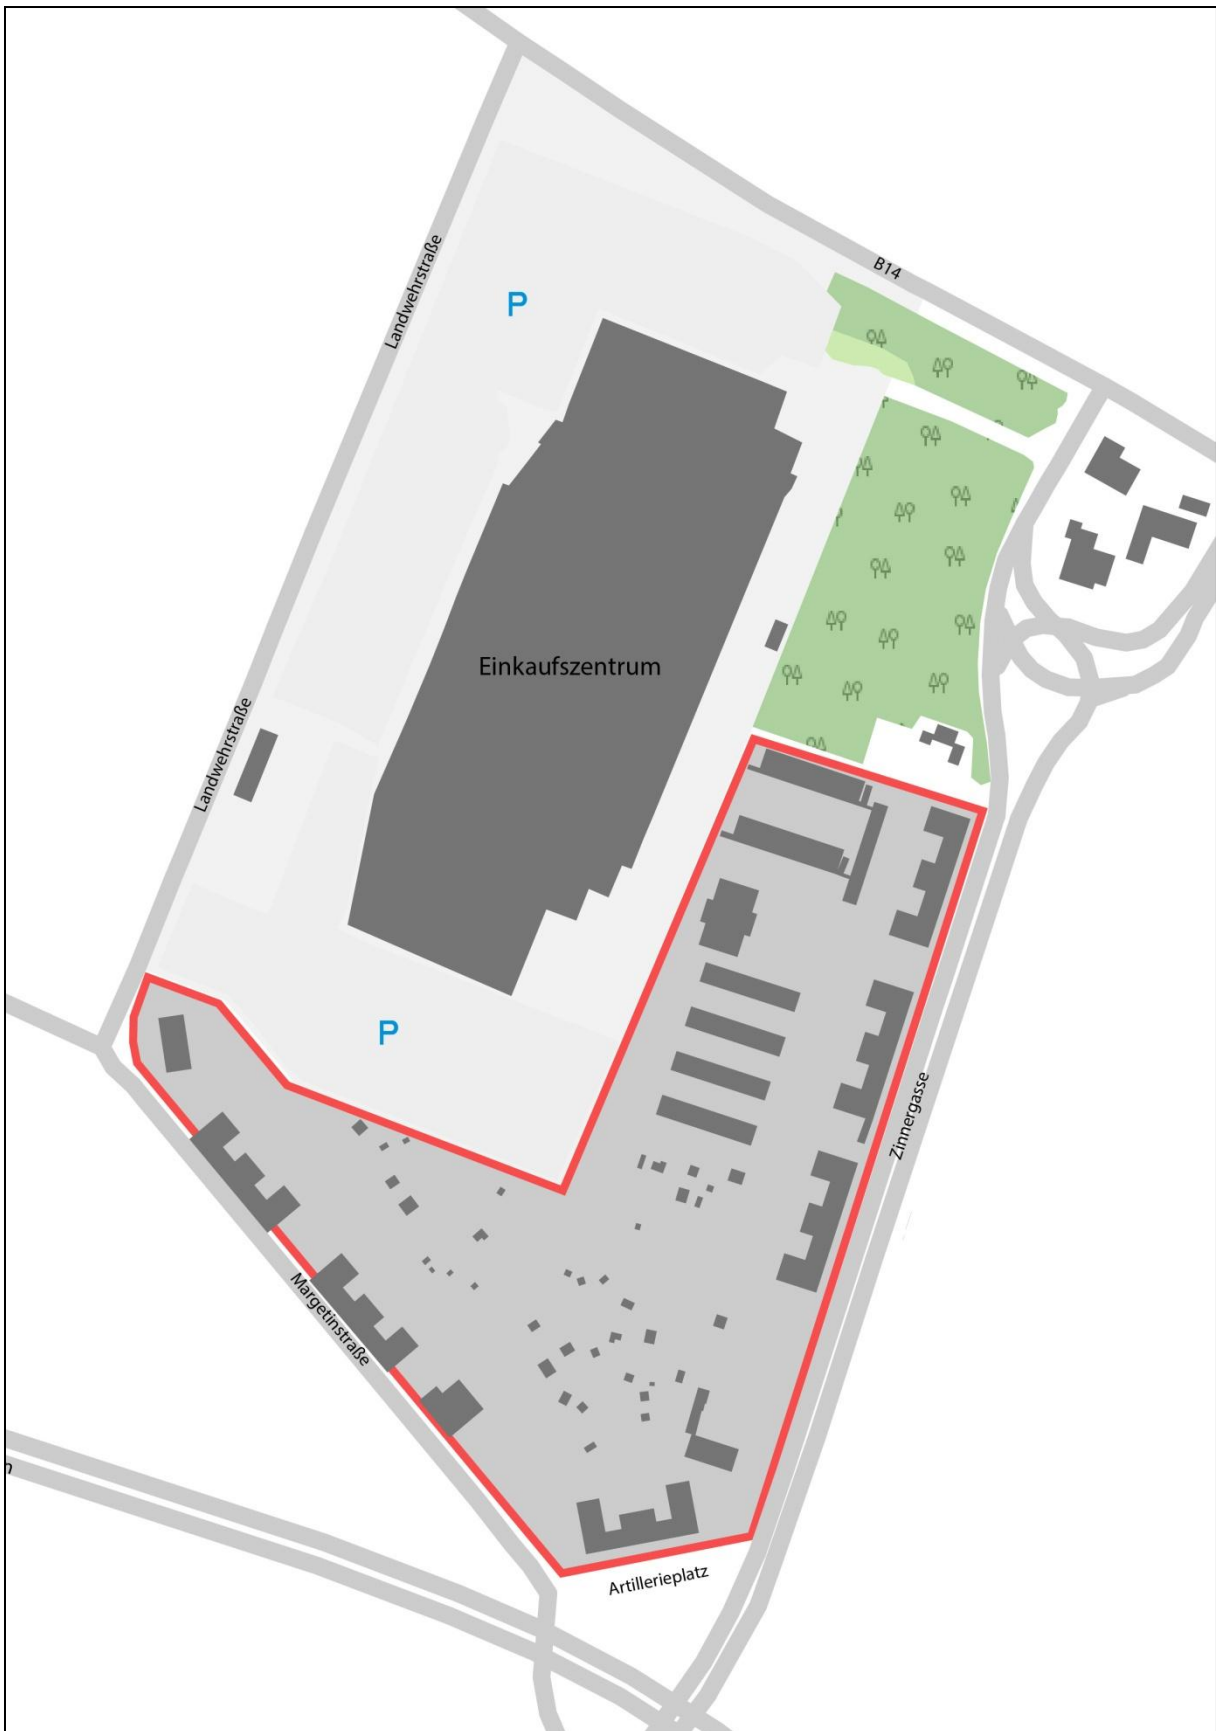 B14
Landwehrstraße
P
Einkaufszentrum
Landwehrstraße
P
Zinnergasse
Margetinstraße
n
Artillerieplatz